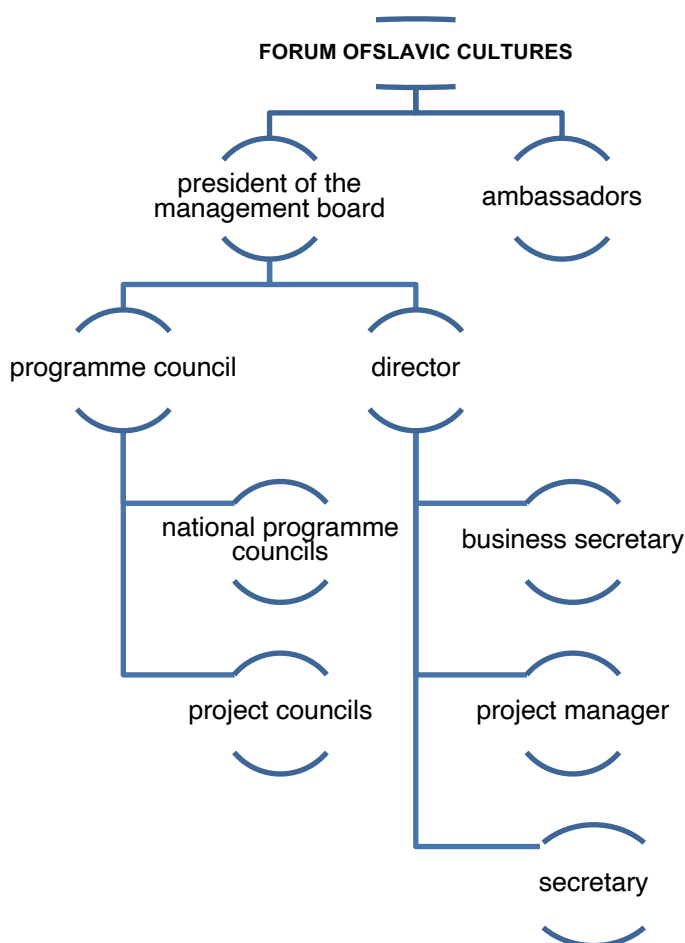 FORUM OFSLAVIC CULTURES
president of the
management board
ambassadors
programme council
director
national programme
councils
business secretary
project councils
project manager
secretary